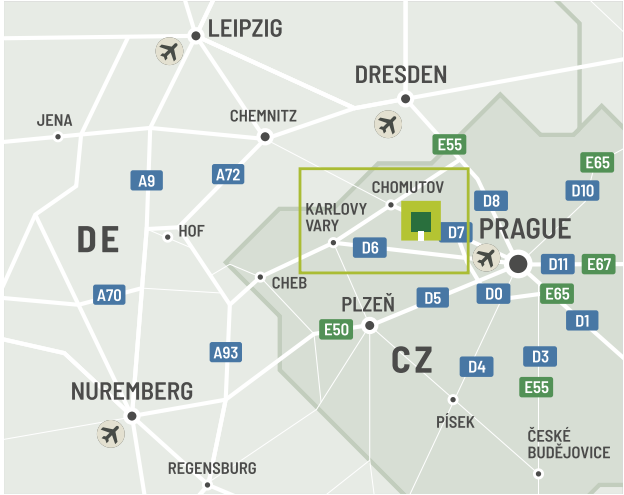 LEIPZIG
DRESDEN
JENA
CHEMNITZ
E55
E65
A9
A72
D10
CHOMUTOV
D8
KARLOVY
VARY
D7
PRAGUE
DE
HOF
D6
D11
E67
CHEB
A70
PLZEŇ
D5
D0
E65
E50
D1
A93
CZ
D4
D3
E55
NUREMBERG
PÍSEK
ČESKÉ
BUDĚJOVICE
REGENSBURG